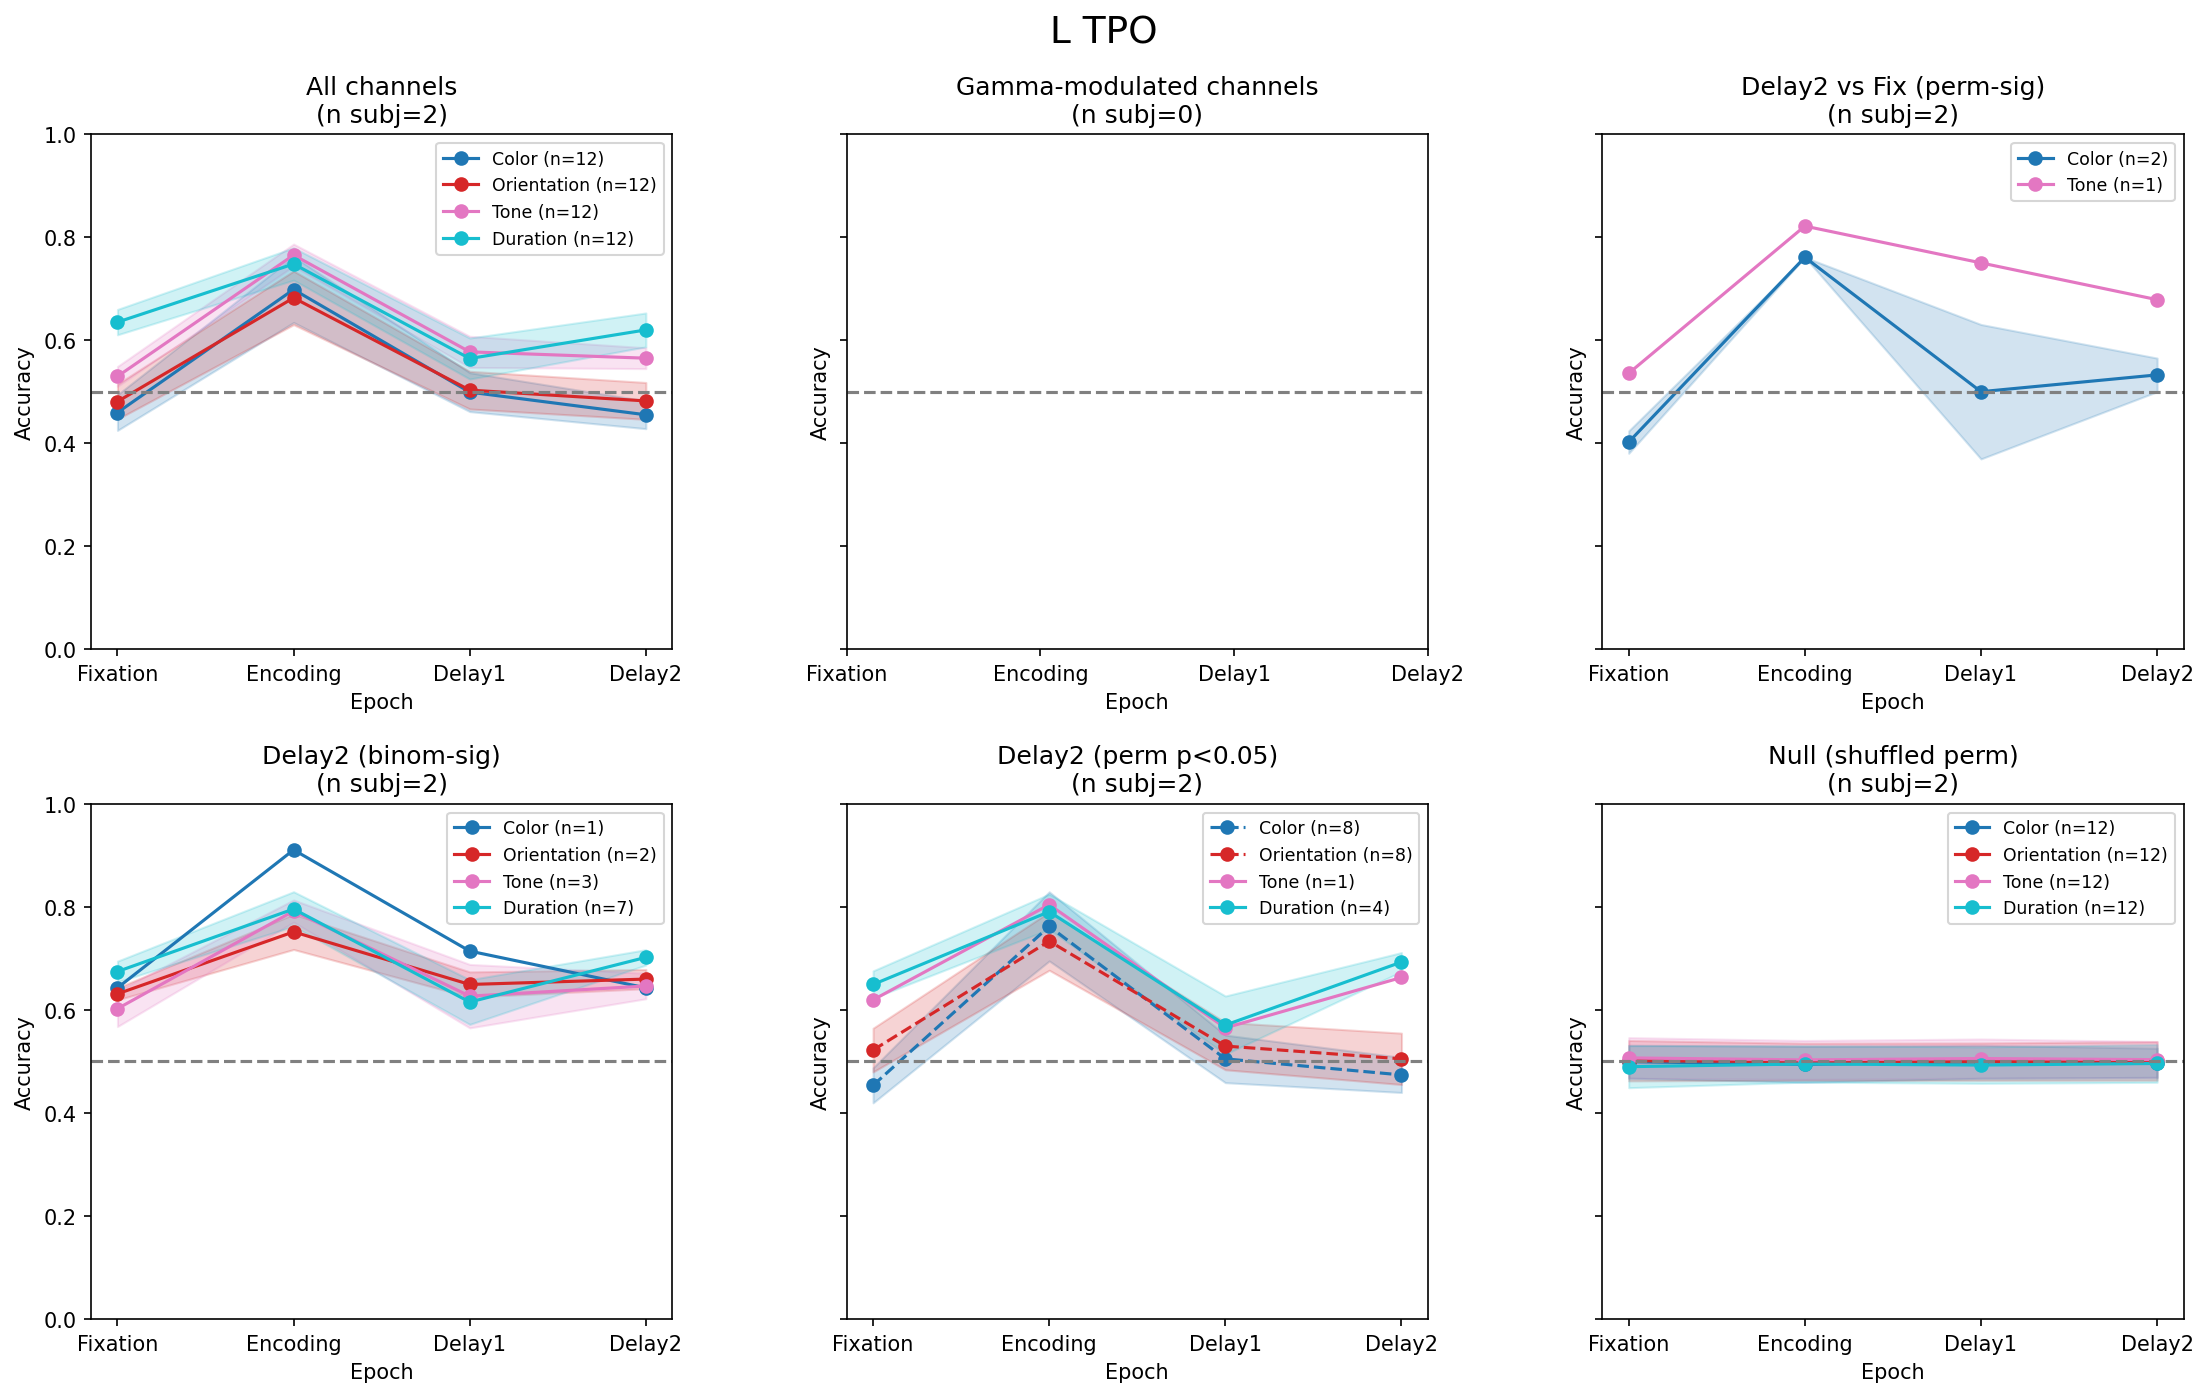 L TPO
All channels
(n subj=2)
1.0
0.8
0.6
0.4
0.2
0.0
Accuracy
Color (n=12)
Orientation (n=12)
Tone (n=12)
Duration (n=12)
Fixation Encoding Delay1 Delay2
Epoch
Gamma-modulated channels
(n subj=0)
Accuracy
Fixation Encoding Delay1 Delay2
Epoch
Delay2 vs Fix (perm-sig)
(n subj=2)
Accuracy
Color (n=2)
Tone (n=1)
Fixation Encoding Delay1 Delay2
Epoch
Delay2 (binom-sig)
(n subj=2)
1.0
0.8
0.6
0.4
0.2
0.0
Accuracy
Color (n=1)
Orientation (n=2)
Tone (n=3)
Duration (n=7)
Fixation Encoding Delay1 Delay2
Epoch
Delay2 (perm p<0.05)
(n subj=2)
Accuracy
Color (n=8)
Orientation (n=8)
Tone (n=1)
Duration (n=4)
Fixation Encoding Delay1 Delay2
Epoch
Null (shuffled perm)
(n subj=2)
Accuracy
Color (n=12)
Orientation (n=12)
Tone (n=12)
Duration (n=12)
Fixation Encoding Delay1 Delay2
Epoch